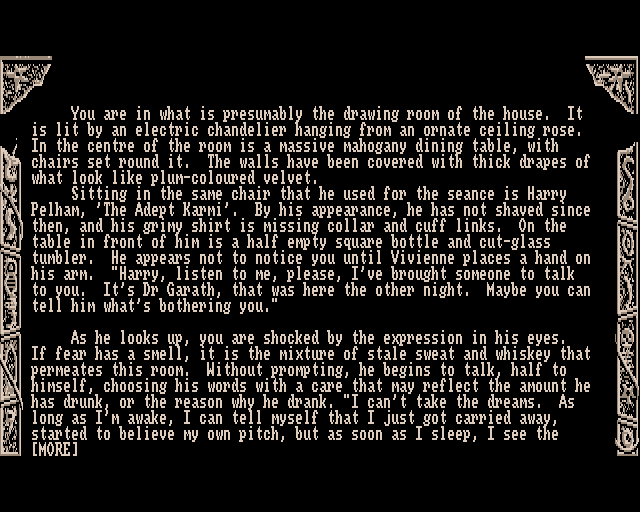 You are in what is presumably the drawing room of the house.  It
is lit by an electric chandelier hanging from an ornate ceiling rose.
In the centre of the room is a massive mahogany dining table, with
chairs set round it.  The walls have been covered with thick drapes of
what look like plum-coloured velvet.
Sitting in the same chair that he used for the seance is Harry
Pelham, 'The Adept Karmi'.  By his appearance, he has not shaved since
then, and his grimy shirt is missing collar and cuff links.  On the
table in front of him is a half empty square bottle and cut-glass
tumbler.  He appears not to notice you until Vivienne places a hand on
his arm.  "Harry, listen to me, please, I've brought someone to talk
to you.  It's Dr Garath, that was here the other night.  Maybe you can
tell him what's bothering you."
As he looks up, you are shocked by the expression in his eyes.
If fear has a smell, it is the mixture of stale sweat and whiskey that
permeates this room.  Without prompting, he begins to talk, half to
himself, choosing his words with a care that may reflect the amount he
has drunk, or the reason why he drank. "I can't take the dreams.  As
long as I'm awake, I can tell myself that I just got carried away,
started to believe my own pitch, but as soon as I sleep, I see the
[MORE]